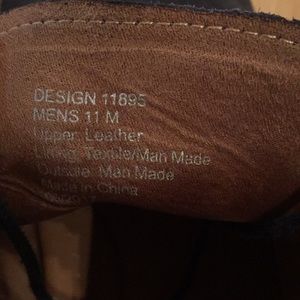 DESIGN 11895
MENS 11 M
Upper: Leather
Lining: Textile/Man Made
Outsole: Man Made
Made in China